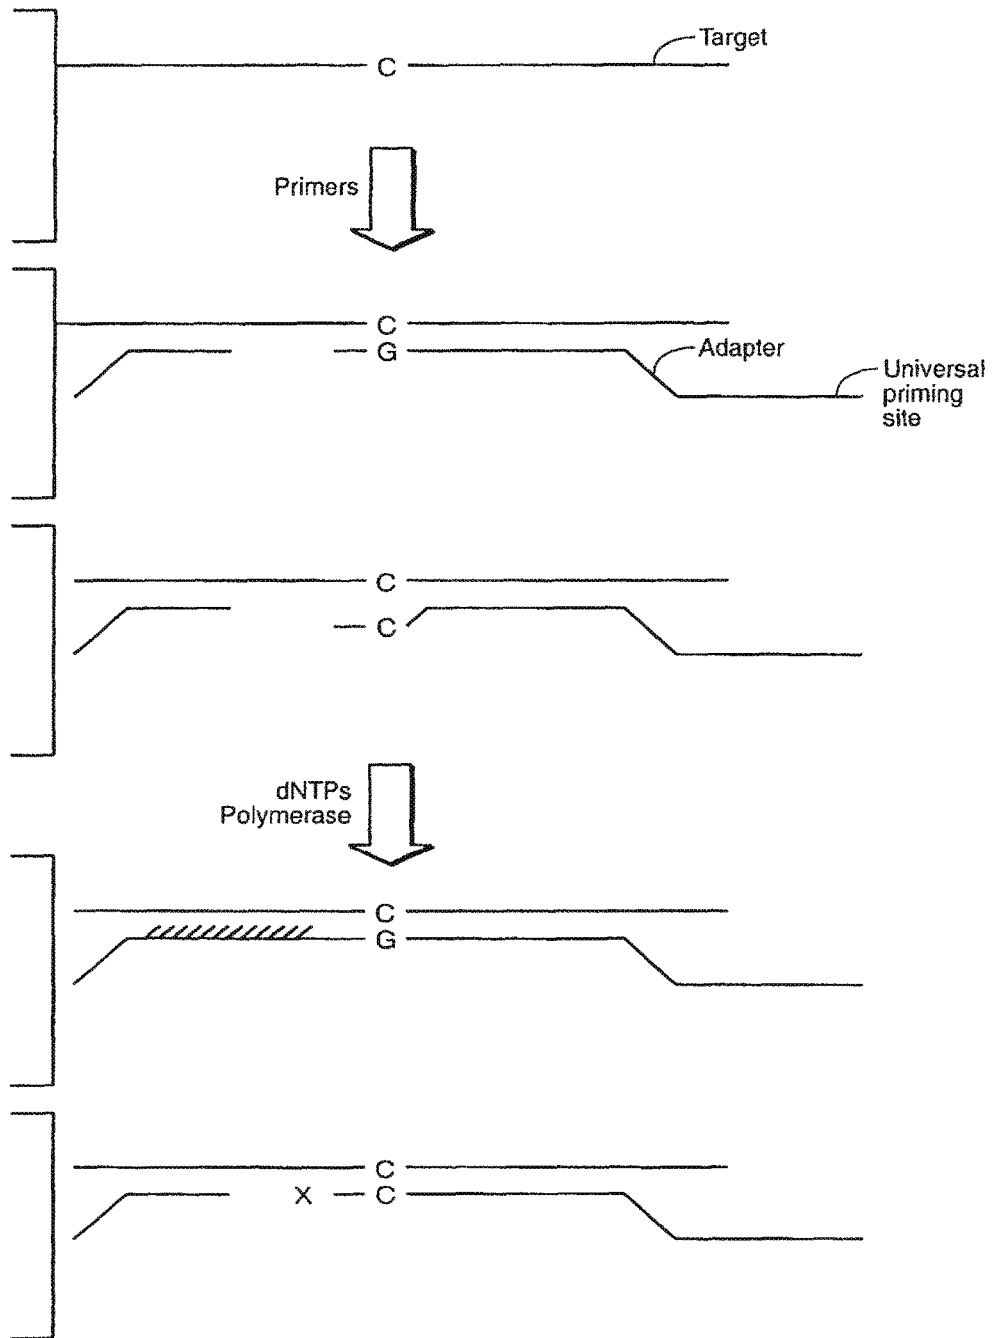 Target
C
Primers
C
G
Adapter
Universal
priming
site
C
C
dNTPs
Polymerase
C
G
C
X
C